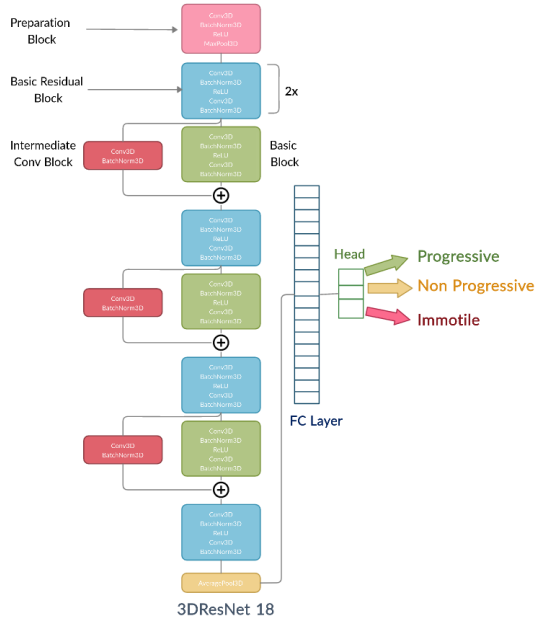 Preparation
Block
Conv3D
BatchNorm3D
ReLU
MaxPool3D
Basic Residual
Block
Conv3D
BatchNorm3D
ReLU
Conv3D
BatchNorm3D
2x
Intermediate
Conv Block
Conv3D
BatchNorm3D
Conv3D
BatchNorm3D
ReLU
Conv3D
BatchNorm3D
Basic
Block
Conv3D
BatchNorm3D
ReLU
Conv3D
BatchNorm3D
Conv3D
BatchNorm3D
Conv3D
BatchNorm3D
ReLU
Conv3D
BatchNorm3D
Conv3D
BatchNorm3D
ReLU
Conv3D
BatchNorm3D
Conv3D
BatchNorm3D
Conv3D
BatchNorm3D
ReLU
Conv3D
BatchNorm3D
Conv3D
BatchNorm3D
ReLU
Conv3D
BatchNorm3D
3DResNet 18
FC Layer
Head
Progressive
Non Progressive
Immotile